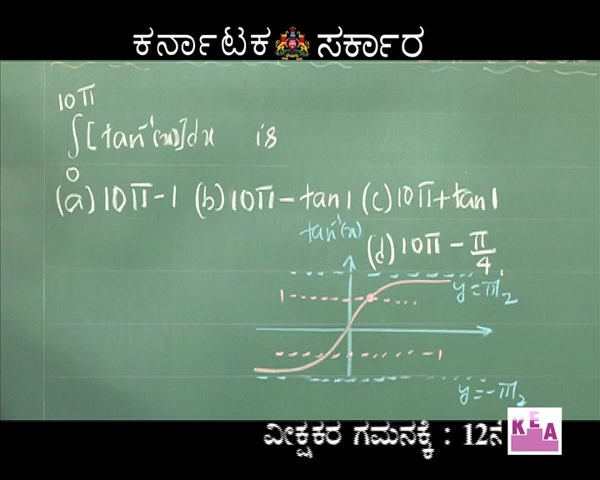 ಕರ್ನಾಟಕ ಸರ್ಕಾರ
10π
∫[tan⁻¹(x)]dx is
0
(a) 10π-1 (b) 10π - tan1 (c) 10π + tan1
(d) 10π - π/4.
tan⁻¹(x)
y = π/2
1
-1
y = -π/2
ವೀಕ್ಷಕರ ಗಮನಕ್ಕೆ : 12ನೆ
KEA